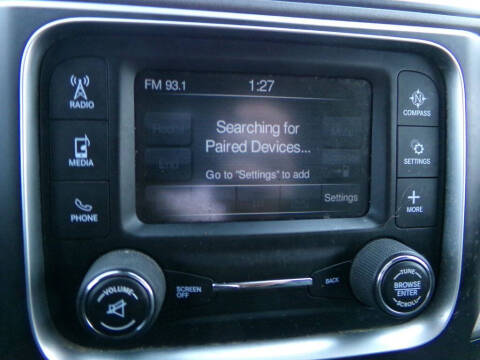 FM 93.1
1:27
RADIO
COMPASS
Searching for
Paired Devices...
MEDIA
SETTINGS
Go to "Settings" to add
Settings
PHONE
MORE
VOLUME
SCREEN
OFF
BACK
TUNE
BROWSE
ENTER
SCROLL